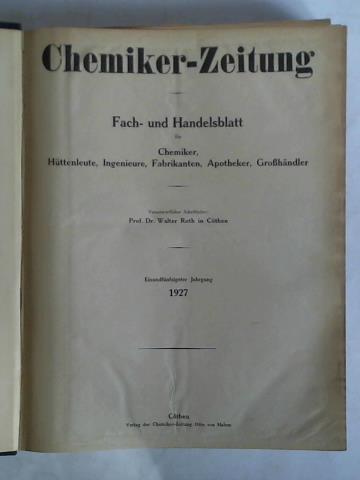 Chemiker-Zeitung
Fach- und Handelsblatt
für
Chemiker,
Hüttenleute, Ingenieure, Fabrikanten, Apotheker, Großhändler
Verantwortlicher Schriftleiter:
Prof. Dr. Walter Roth in Cöthen
Einundfünfzigster Jahrgang
1927
Cöthen
Verlag der Chemiker-Zeitung Otto von Halem